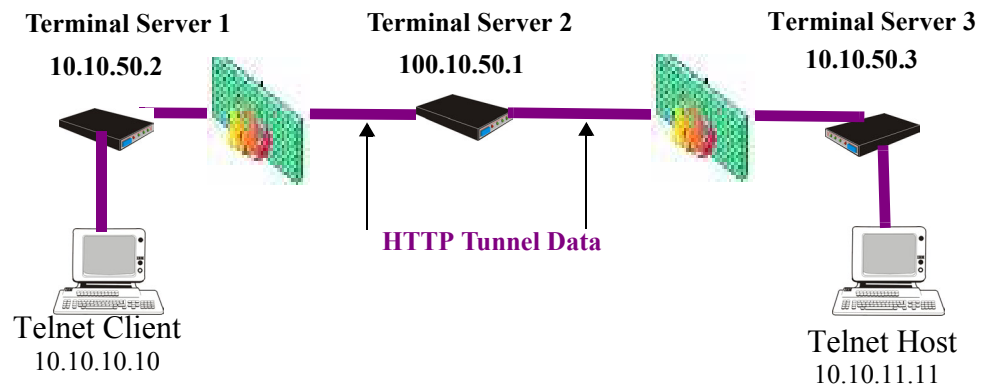 Terminal Server 1
10.10.50.2
Terminal Server 2
100.10.50.1
Terminal Server 3
10.10.50.3
HTTP Tunnel Data
Telnet Client
10.10.10.10
Telnet Host
10.10.11.11